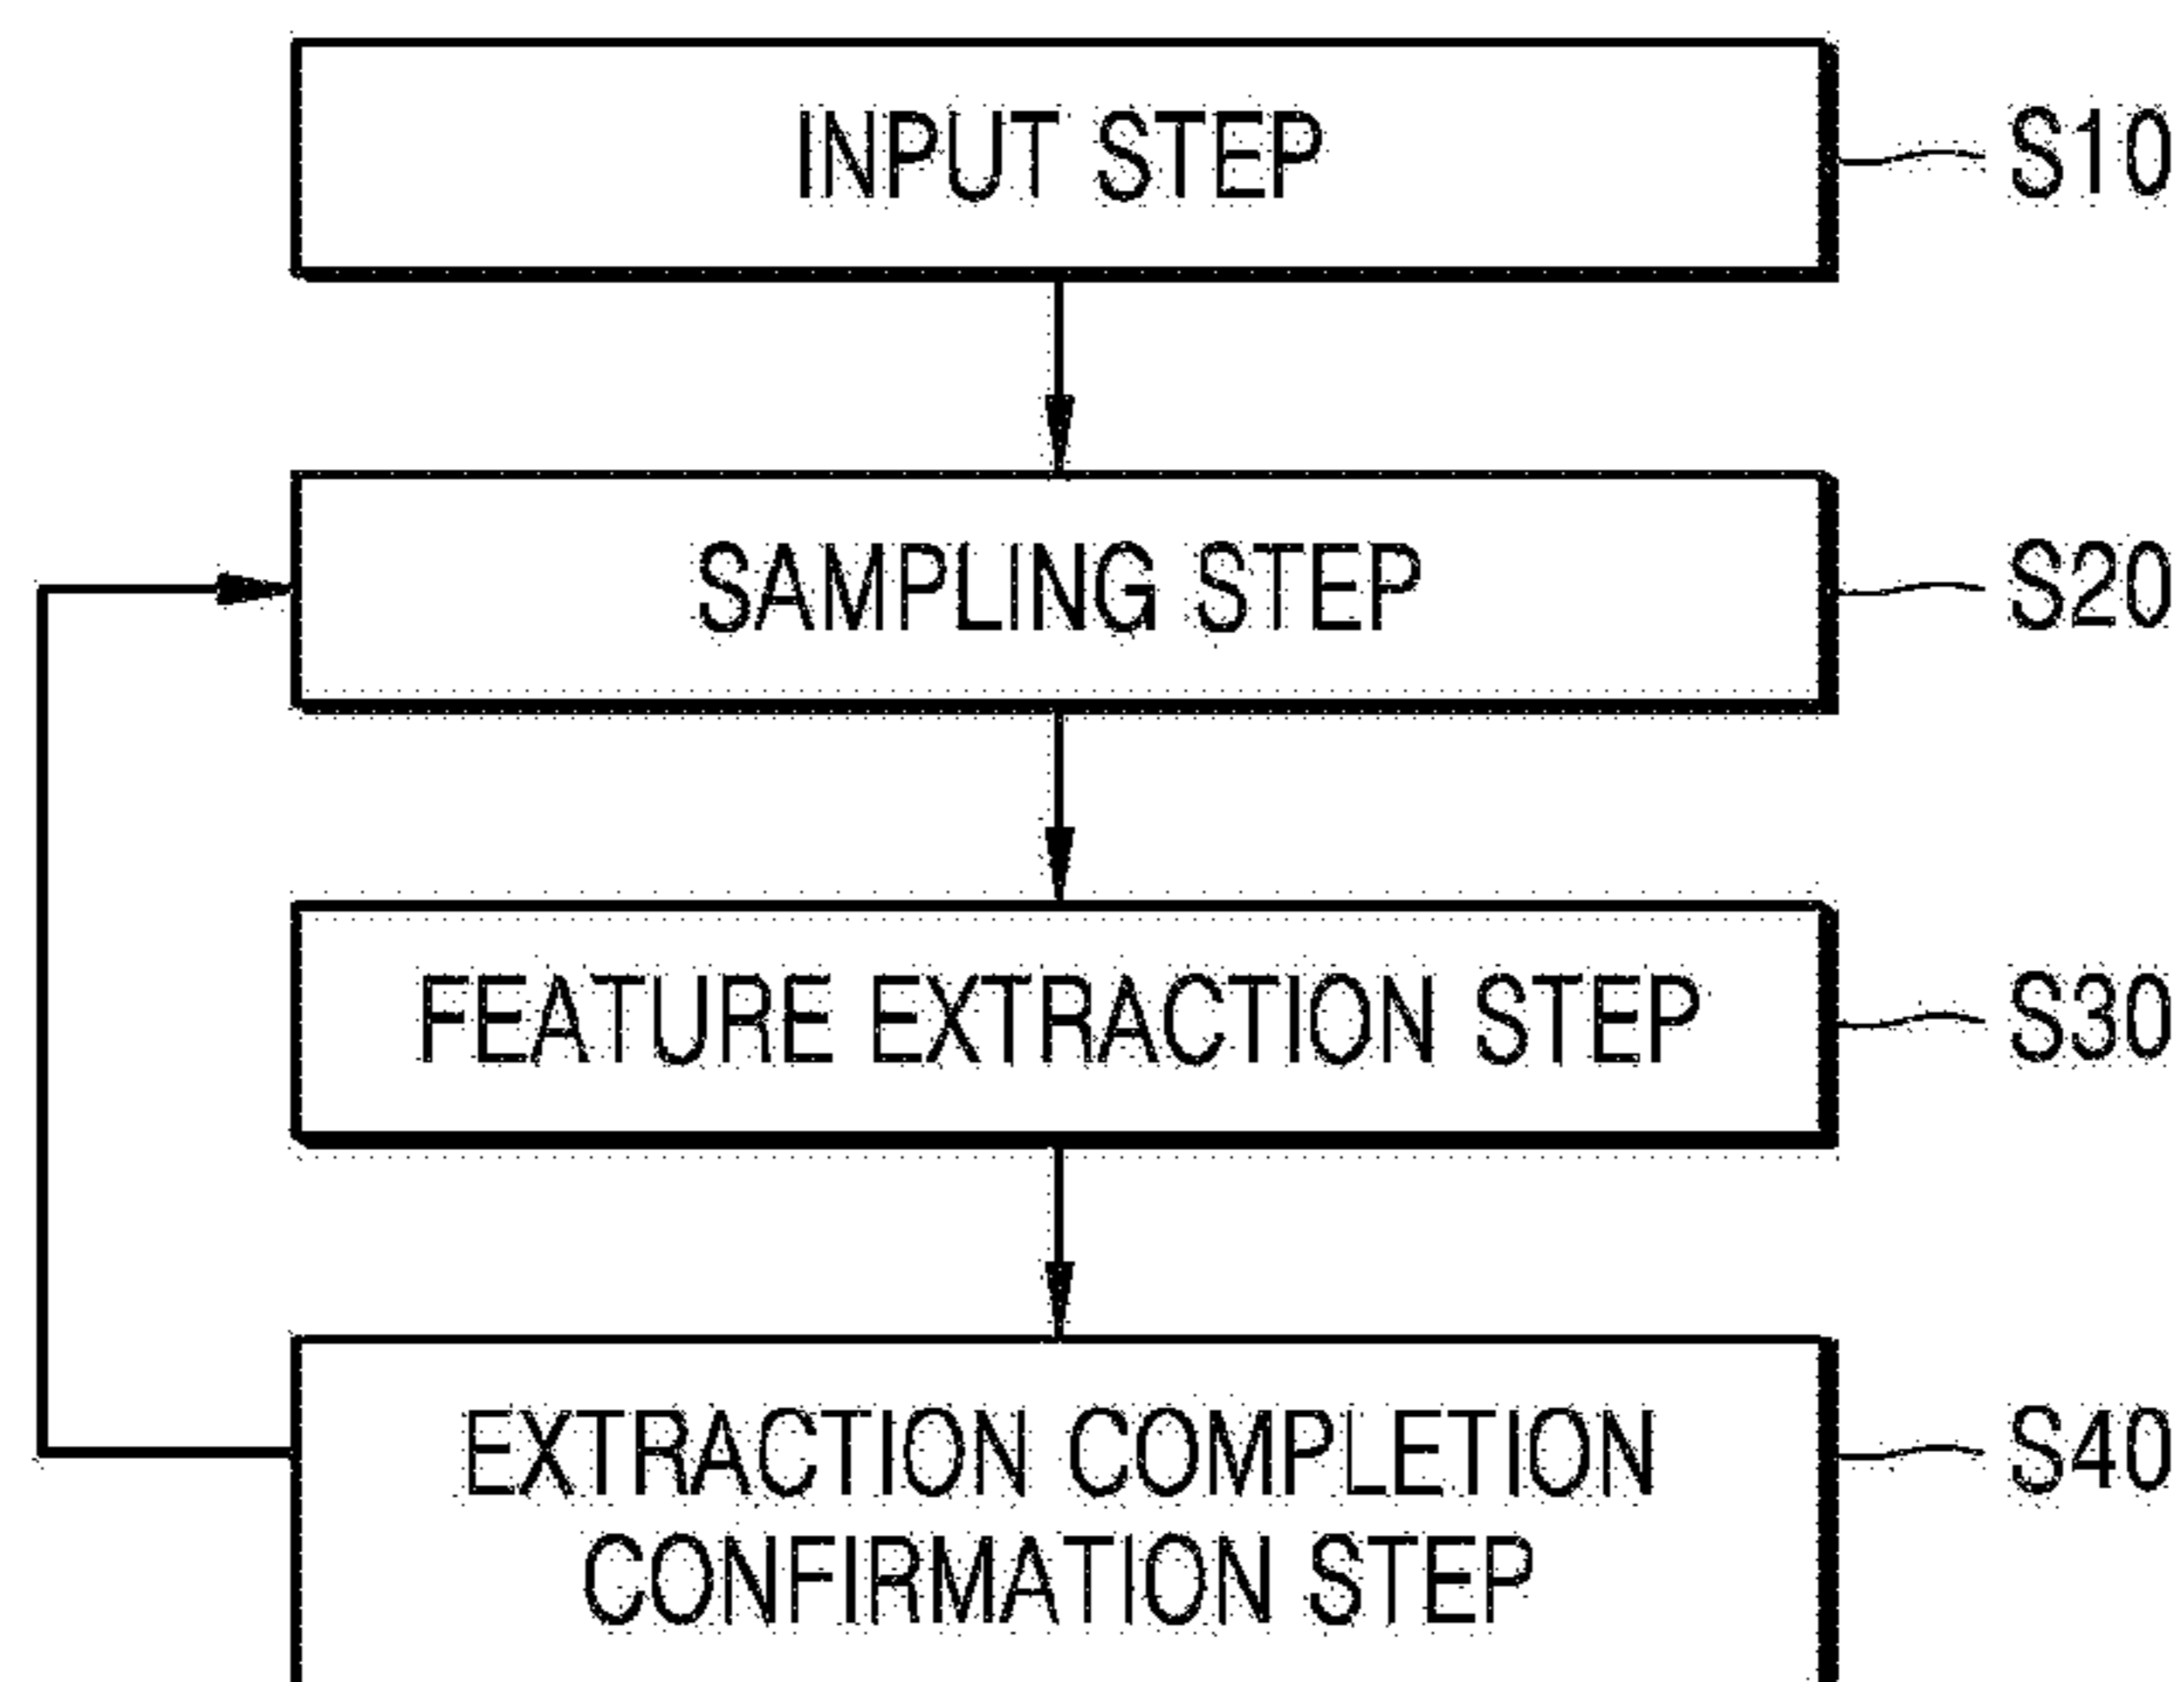 INPUT STEP
S10
SAMPLING STEP
S20
FEATURE EXTRACTION STEP
S30
EXTRACTION COMPLETION
CONFIRMATION STEP
S40